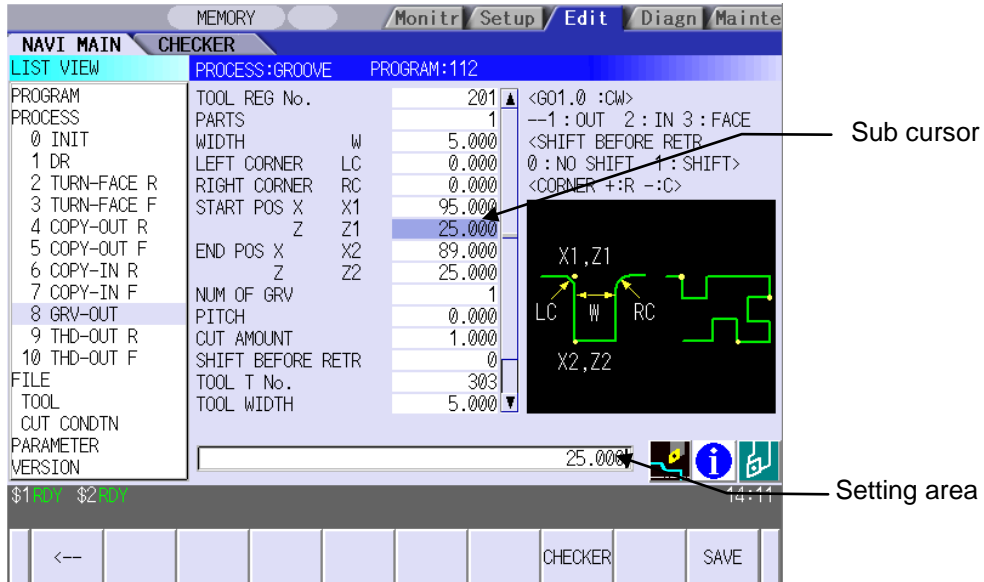 MEMORY
Monitr Setup Edit Diagn Mainte
NAVI MAIN CHECKER
LIST VIEW PROCESS:GROOVE PROGRAM:112
PROGRAM
PROCESS
0 INIT
1 DR
2 TURN-FACE R
3 TURN-FACE F
4 COPY-OUT R
5 COPY-OUT F
6 COPY-IN R
7 COPY-IN F
8 GRV-OUT
9 THD-OUT R
10 THD-OUT F
FILE
TOOL
CUT CONDTN
PARAMETER
VERSION
TOOL REG No. 201
PARTS 1
WIDTH W 5.000
LEFT CORNER LC 0.000
RIGHT CORNER RC 0.000
START POS X X1 95.000
Z Z1 25.000
END POS X X2 89.000
Z Z2 25.000
NUM OF GRV 1
PITCH 0.000
CUT AMOUNT 1.000
SHIFT BEFORE RETR 0
TOOL T No. 303
TOOL WIDTH 5.000
<GO1.0 :CW>
--1:OUT 2:IN 3:FACE
<SHIFT BEFORE RETR
0:NO SHIFT 1:SHIFT>
<CORNER +:R -:C>
X1,Z1
LC W RC
X2,Z2
Sub cursor
25.000
Setting area
$1RDY $2RDY 14:11
<-- CHECKER SAVE